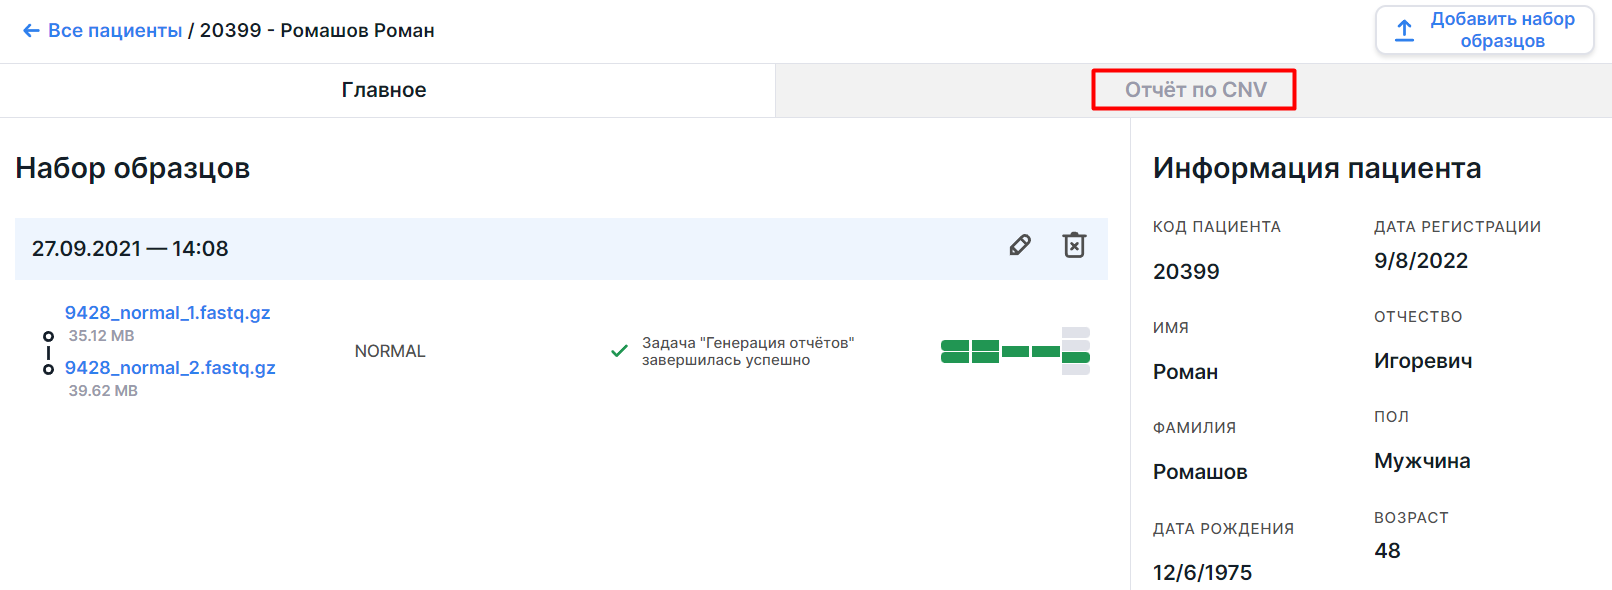 ← Все пациенты / 20399 - Ромашов Роман
Добавить набор
образцов
Главное
Отчёт по CNV
Набор образцов
27.09.2021 — 14:08
9428_normal_1.fastq.gz
35.12 MB
9428_normal_2.fastq.gz
39.62 MB
NORMAL
Задача "Генерация отчётов"
завершилась успешно
Информация пациента
КОД ПАЦИЕНТА
20399
ДАТА РЕГИСТРАЦИИ
9/8/2022
ИМЯ
Роман
ОТЧЕСТВО
Игоревич
ФАМИЛИЯ
Ромашов
ПОЛ
Мужчина
ДАТА РОЖДЕНИЯ
12/6/1975
ВОЗРАСТ
48